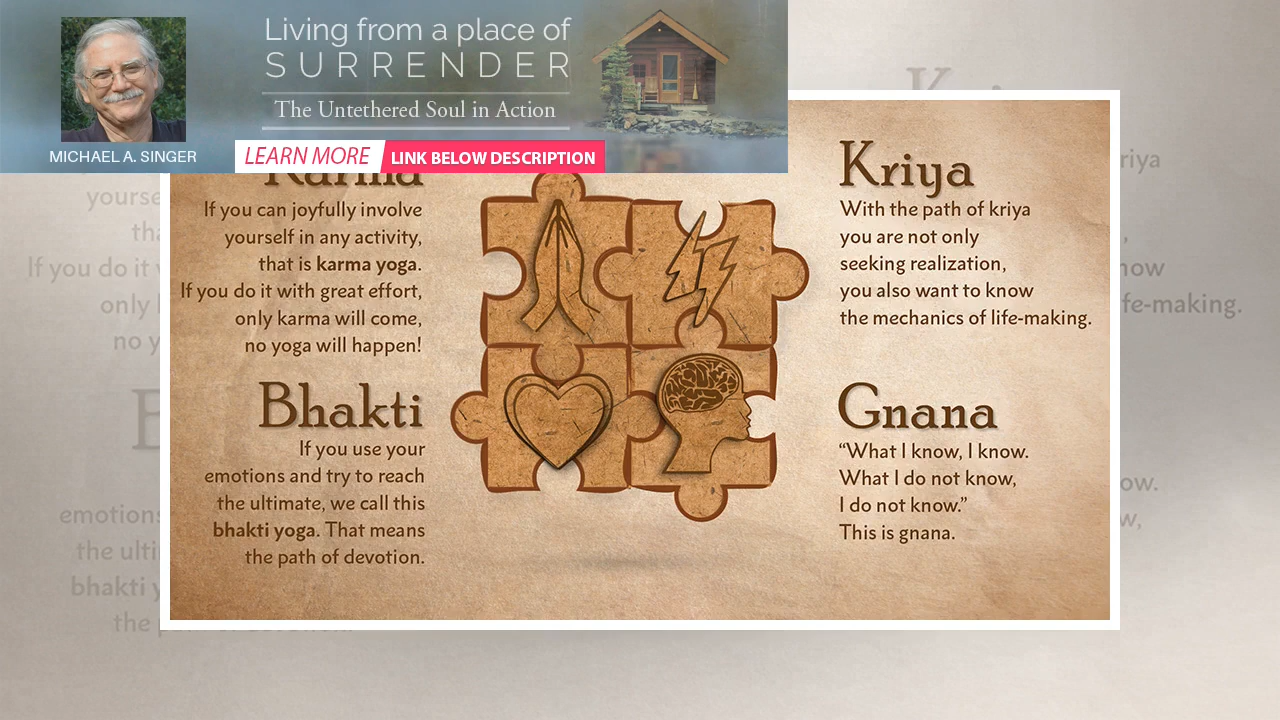 Living from a place of
SURRENDER
The Untethered Soul in Action
MICHAEL A. SINGER
LEARN MORE
LINK BELOW DESCRIPTION
Karma
If you can joyfully involve
yourself in any activity,
that is karma yoga.
If you do it with great effort,
only karma will come,
no yoga will happen!
Kriya
With the path of kriya
you are not only
seeking realization,
you also want to know
the mechanics of life-making.
Bhakti
If you use your
emotions and try to reach
the ultimate, we call this
bhakti yoga. That means
the path of devotion.
Gnana
“What I know, I know.
What I do not know,
I do not know.”
This is gnana.